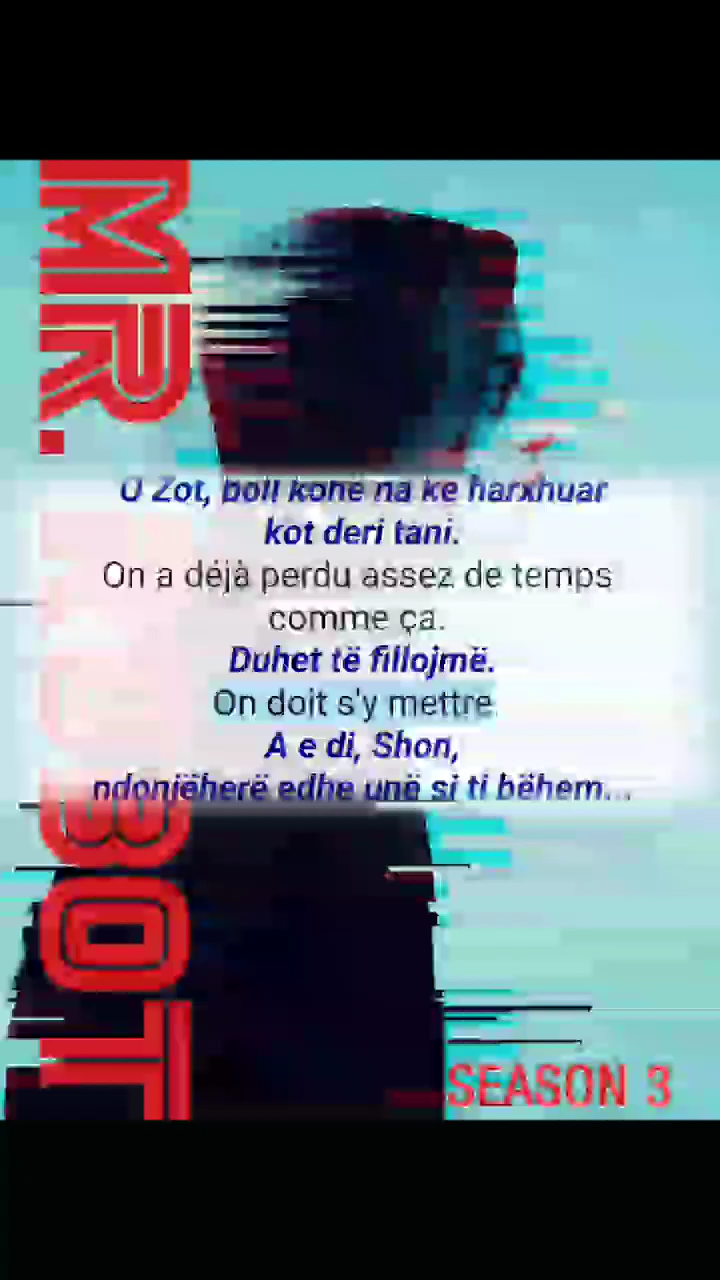 MR.
R0BOT
O Zot, boll kohë na ke harxhuar
kot deri tani.
On a déjà perdu assez de temps
comme ça.
Duhet të fillojmë.
On doit s'y mettre
A e di, Shon,
ndonjëherë edhe unë si ti bëhem...
SEASON 3